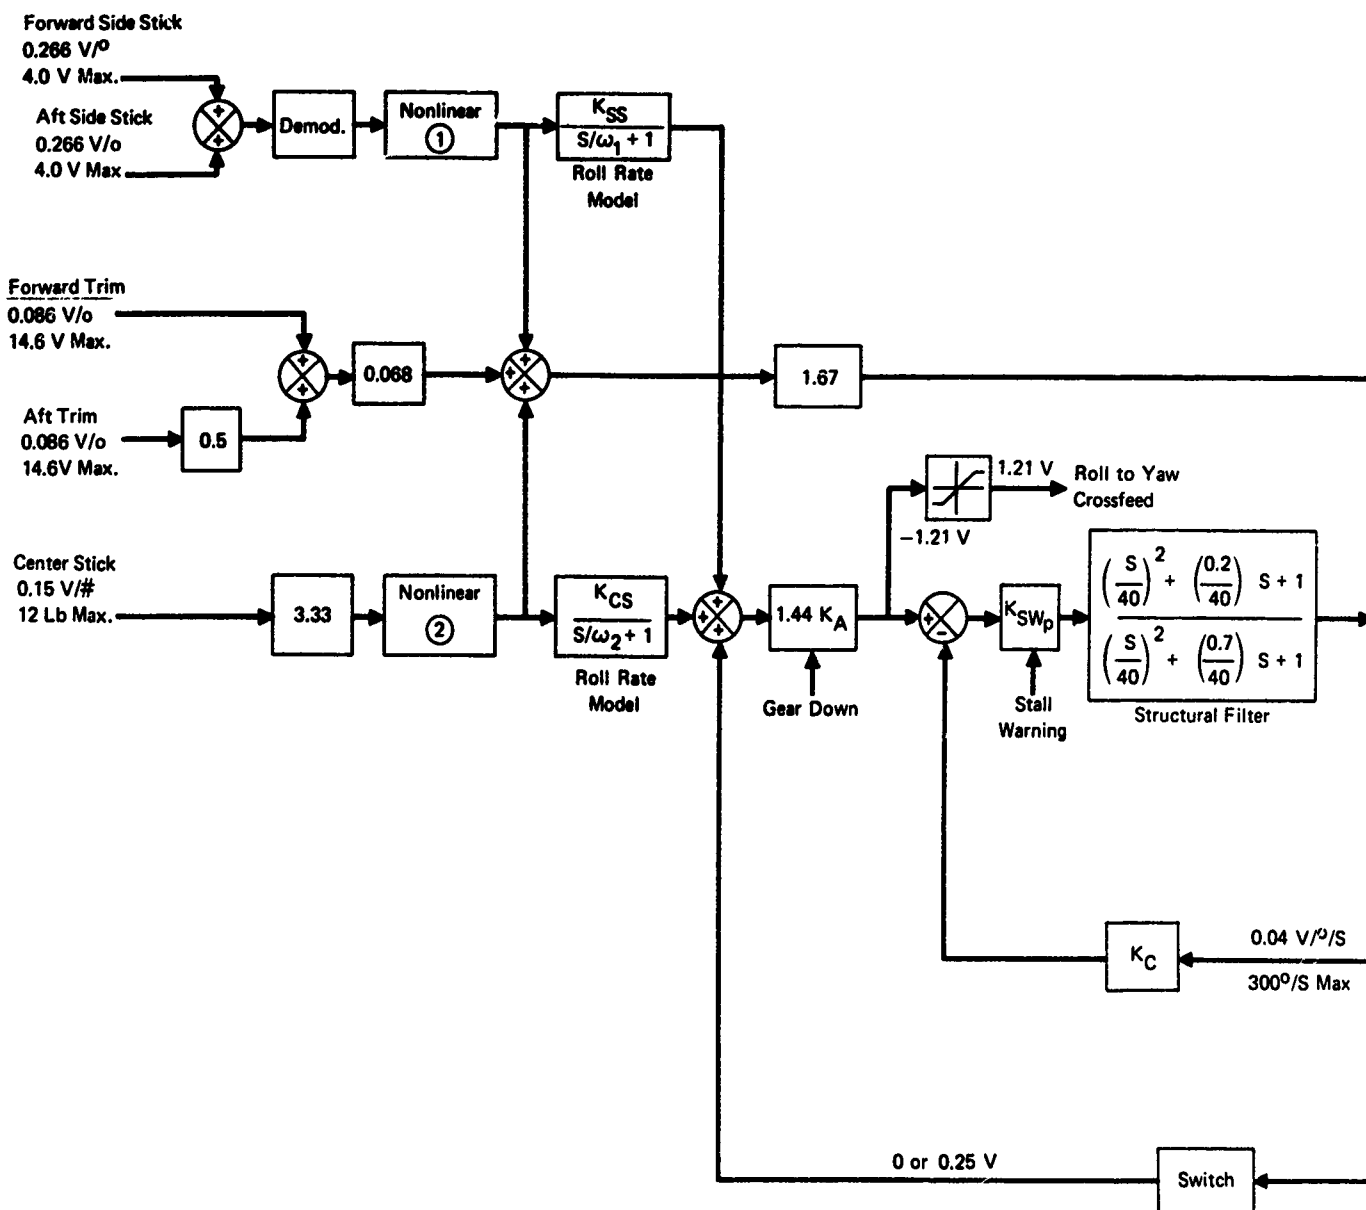 Forward Side Stick
0.266 V/°
4.0 V Max.
Aft Side Stick
0.266 V/o
4.0 V Max
+
+
Demod.
Nonlinear
1
K_SS
S/ω₁ + 1
Roll Rate
Model
Forward Trim
0.086 V/o
14.6 V Max.
Aft Trim
0.086 V/o
14.6V Max.
0.5
+
+
0.068
+
+
+
1.67
1.21 V
−1.21 V
Roll to Yaw
Crossfeed
Center Stick
0.15 V/#
12 Lb Max.
3.33
Nonlinear
2
K_CS
S/ω₂ + 1
Roll Rate
Model
+
+
+
1.44 K_A
Gear Down
+
−
K_SWp
Stall
Warning
(S/40)² + (0.2/40) S + 1
(S/40)² + (0.7/40) S + 1
Structural Filter
K_C
0.04 V/°/S
300°/S Max
0 or 0.25 V
Switch